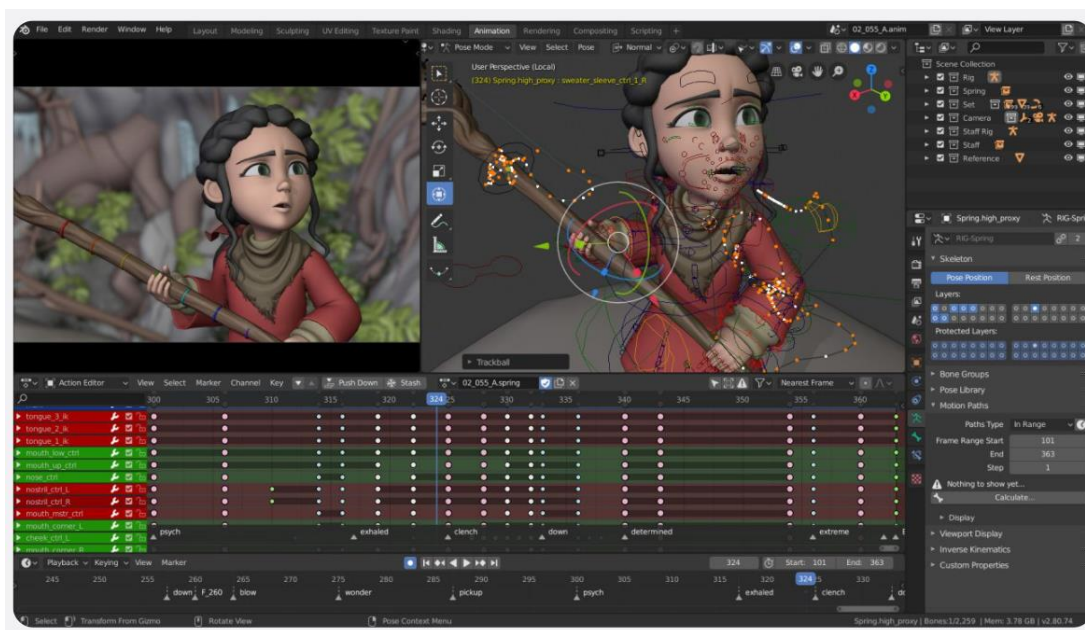 File Edit Render Window Help Layout Modeling Sculpting UV Editing Texture Paint Shading Animation Rendering Compositing Scripting + 02_055_A.anim View Layer
Pose Mode View Select Pose Normal
User Perspective (Local)
(324) Spring.high_proxy : sweater_sleeve_ctrl_1_R
Z
Y
X
Trackball
Scene Collection
Rig
Spring
Set
Camera
Staff Rig
Staff
Reference
Spring.high_proxy RIG-Spri
RIG-Spring 2
Skeleton
Pose Position Rest Position
Layers:
Protected Layers:
Bone Groups
Pose Library
Motion Paths
Paths Type In Range
Frame Range Start 101
End 363
Step 1
Nothing to show yet...
Calculate...
Display
Viewport Display
Inverse Kinematics
Custom Properties
Action Editor View Select Marker Channel Key Push Down Stash 02_055_A.spring Nearest Frame
300 305 310 315 320 324 325 330 335 340 345 350 355 360
tongue_3_ik
tongue_2_ik
tongue_1_ik
mouth_low_ctrl
mouth_up_ctrl
nose_ctrl
nostril_ctrl_L
nostril_ctrl_R
mouth_mstr_ctrl
mouth_corner_L
cheek_ctrl_L
mouth_corner_R
psych exhaled clench down determined extreme
Playback Keying View Marker 324 Start: 101 End: 363
245 250 255 260 265 270 275 280 285 290 295 300 305 310 315 320 324 330
down F_260 blow wonder pickup psych exhaled clench
Select Transform From Gizmo Rotate View Pose Context Menu Spring.high_proxy | Bones:1/2,259 | Mem: 3.78 GB | v2.80.74